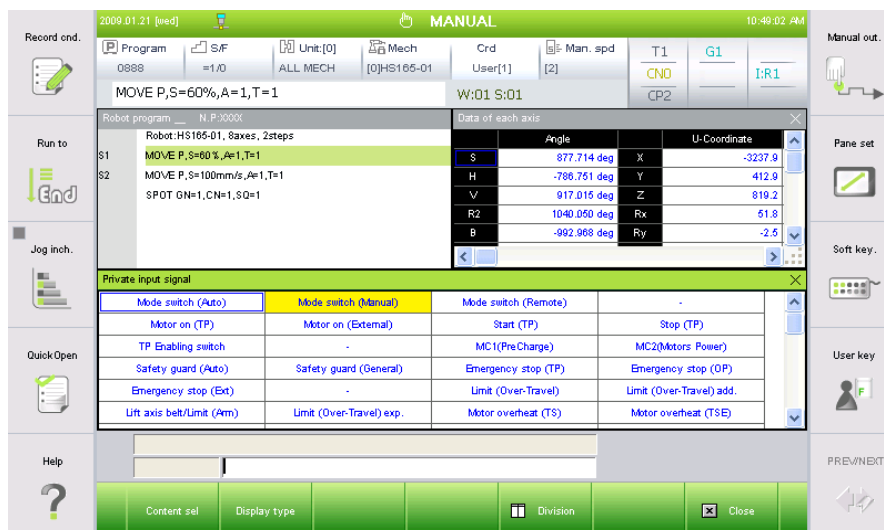 2009.01.21 [wed]
MANUAL
10:49:02 AM
Record ond.
Run to
End
Jog inch.
QuickOpen
Help
?
P Program
0888
S/F
=1/0
Unit:[0]
ALL MECH
Mech
[0]HS165-01
Crd
User[1]
Man. spd
[2]
T1
G1
CN0
I:R1
CP2
MOVE P,S=60%,A=1,T=1
W:01 S:01
Robot program __ N.P:XXXX
Robot:HS165-01, 8axes, 2steps
S1 MOVE P,S=60%,A=1,T=1
S2 MOVE P,S=100mm/s,A=1,T=1
SPOT GN=1,CN=1,SQ=1
Data of each axis
Angle U-Coordinate
S 877.714 deg X -3237.9
H -786.751 deg Y 412.9
V 917.015 deg Z 819.2
R2 1040.050 deg Rx 51.8
B -992.968 deg Ry -2.5
Private input signal
Mode switch (Auto) Mode switch (Manual) Mode switch (Remote) -
Motor on (TP) Motor on (External) Start (TP) Stop (TP)
TP Enabling switch - MC1(PreCharge) MC2(Motors Power)
Safety guard (Auto) Safety guard (General) Emergency stop (TP) Emergency stop (OP)
Emergency stop (Ext) - Limit (Over-Travel) Limit (Over-Travel) add.
Lift axis belt/Limit (Arm) Limit (Over-Travel) exp. Motor overheat (TS) Motor overheat (TSE)
Content sel Display type Division Close
Manual out.
Pane set
Soft key.
User key
F
PREV/NEXT